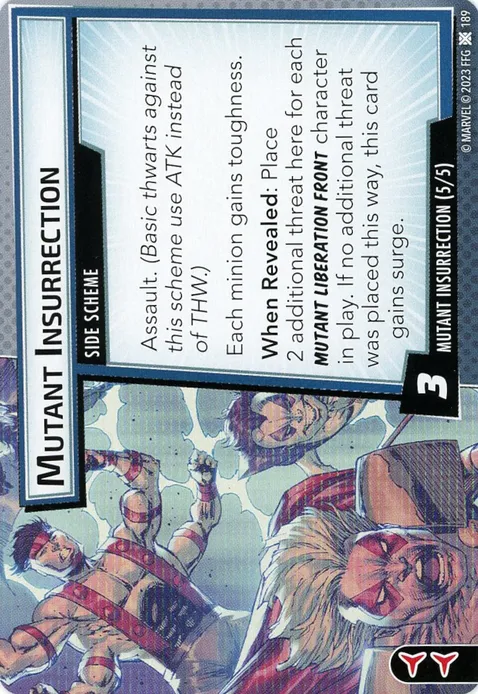 MUTANT INSURRECTION
SIDE SCHEME
Assault. (Basic thwarts against
this scheme use ATK instead
of THW.)
Each minion gains toughness.
When Revealed: Place
2 additional threat here for each
MUTANT LIBERATION FRONT character
in play. If no additional threat
was placed this way, this card
gains surge.
3
MUTANT INSURRECTION (5/5)
© MARVEL © 2023 FFG 189